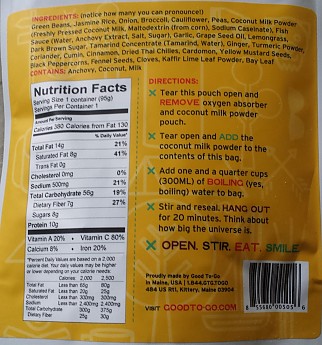 INGREDIENTS: (notice how many you can pronounce!)
Green Beans, Jasmine Rice, Onion, Broccoli, Cauliflower, Peas, Coconut Milk Powder
(Freshly Pressed Coconut Milk, Maltodextrin (from corn), Sodium Caseinate), Fish
Sauce (Water, Anchovy Extract, Salt, Sugar), Garlic, Grape Seed Oil, Lemongrass,
Dark Brown Sugar, Tamarind Concentrate (Tamarind, Water), Ginger, Turmeric Powder,
Coriander, Cumin, Cinnamon, Dried Thai Chilies, Cardamom, Yellow Mustard Seeds,
Black Peppercorns, Fennel Seeds, Cloves, Kaffir Lime Leaf Powder, Bay Leaf
CONTAINS: Anchovy, Coconut, Milk
Nutrition Facts
Serving Size 1 container (95g)
Servings Per Container 1
Amount Per Serving
Calories 380 Calories from Fat 130
% Daily Value*
Total Fat 14g 21%
Saturated Fat 8g 41%
Trans Fat 0g
Cholesterol 0mg 0%
Sodium 500mg 21%
Total Carbohydrate 56g 19%
Dietary Fiber 7g 27%
Sugars 8g
Protein 10g
Vitamin A 20% • Vitamin C 80%
Calcium 8% • Iron 20%
*Percent Daily Values are based on a 2,000
calorie diet. Your daily values may be higher
or lower depending on your calorie needs:
Calories 2,000 2,500
Total Fat Less than 65g 80g
Saturated Fat Less than 20g 25g
Cholesterol Less than 300mg 300mg
Sodium Less than 2,400mg 2,400mg
Total Carbohydrate 300g 375g
Dietary Fiber 25g 30g
DIRECTIONS:
X Tear this pouch open and
REMOVE oxygen absorber
and coconut milk powder
pouch.
X Tear open and ADD the
coconut milk powder to the
contents of this bag.
X Add one and a quarter cups
(300ML) of BOILING (yes,
boiling) water to bag.
X Stir and reseal. HANG OUT
for 20 minutes. Think about
how big the universe is.
X OPEN. STIR. EAT. SMILE
Proudly made by Good To-Go
in Maine, USA | 1.844.GTG.TOGO
484 US Rt1, Kittery, Maine 03904
VISIT GOODTO-GO.COM